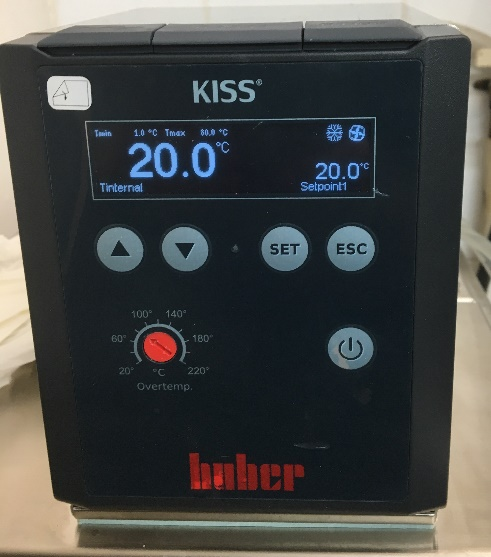 KISS®
Tmin 1.0 °C Tmax 80.0 °C
20.0°C
20.0°C
Tinternal Setpoint1
SET ESC
100° 140°
60° 180°
20° °C 220°
Overtemp.
huber